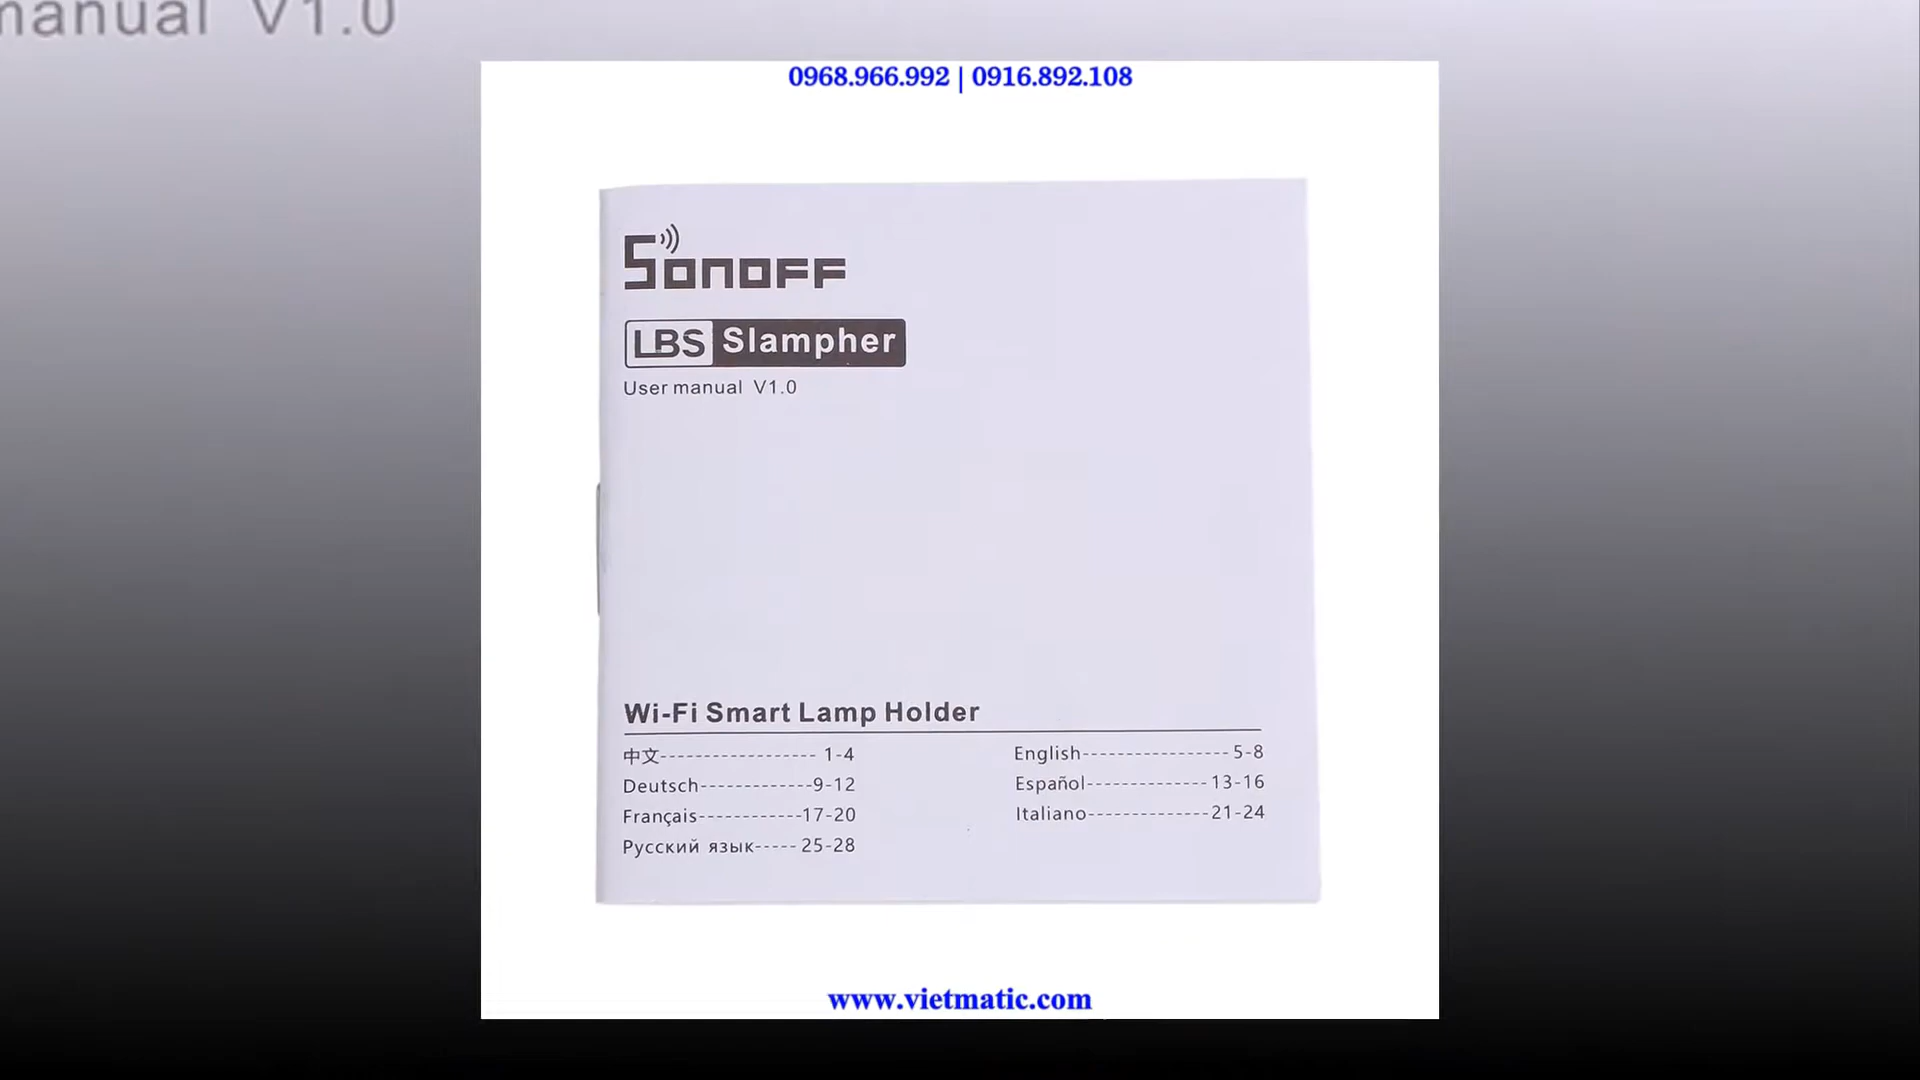 manual V1.0
0968.966.992 | 0916.892.108
SONOFF
LBS Slampher
User manual V1.0
Wi-Fi Smart Lamp Holder
中文------------------ 1-4
English----------------- 5-8
Deutsch-------------9-12
Español-------------- 13-16
Français------------17-20
Italiano--------------21-24
Русский язык----- 25-28
www.vietmatic.com